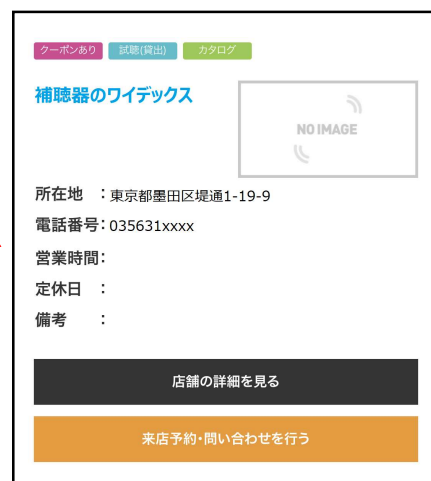 クーポンあり 試聴(貸出) カタログ
補聴器のワイデックス
NO IMAGE
所在地 : 東京都墨田区堤通1-19-9
電話番号: 035631xxxx
営業時間:
定休日 :
備考 :
店舗の詳細を見る
来店予約・問い合わせを行う